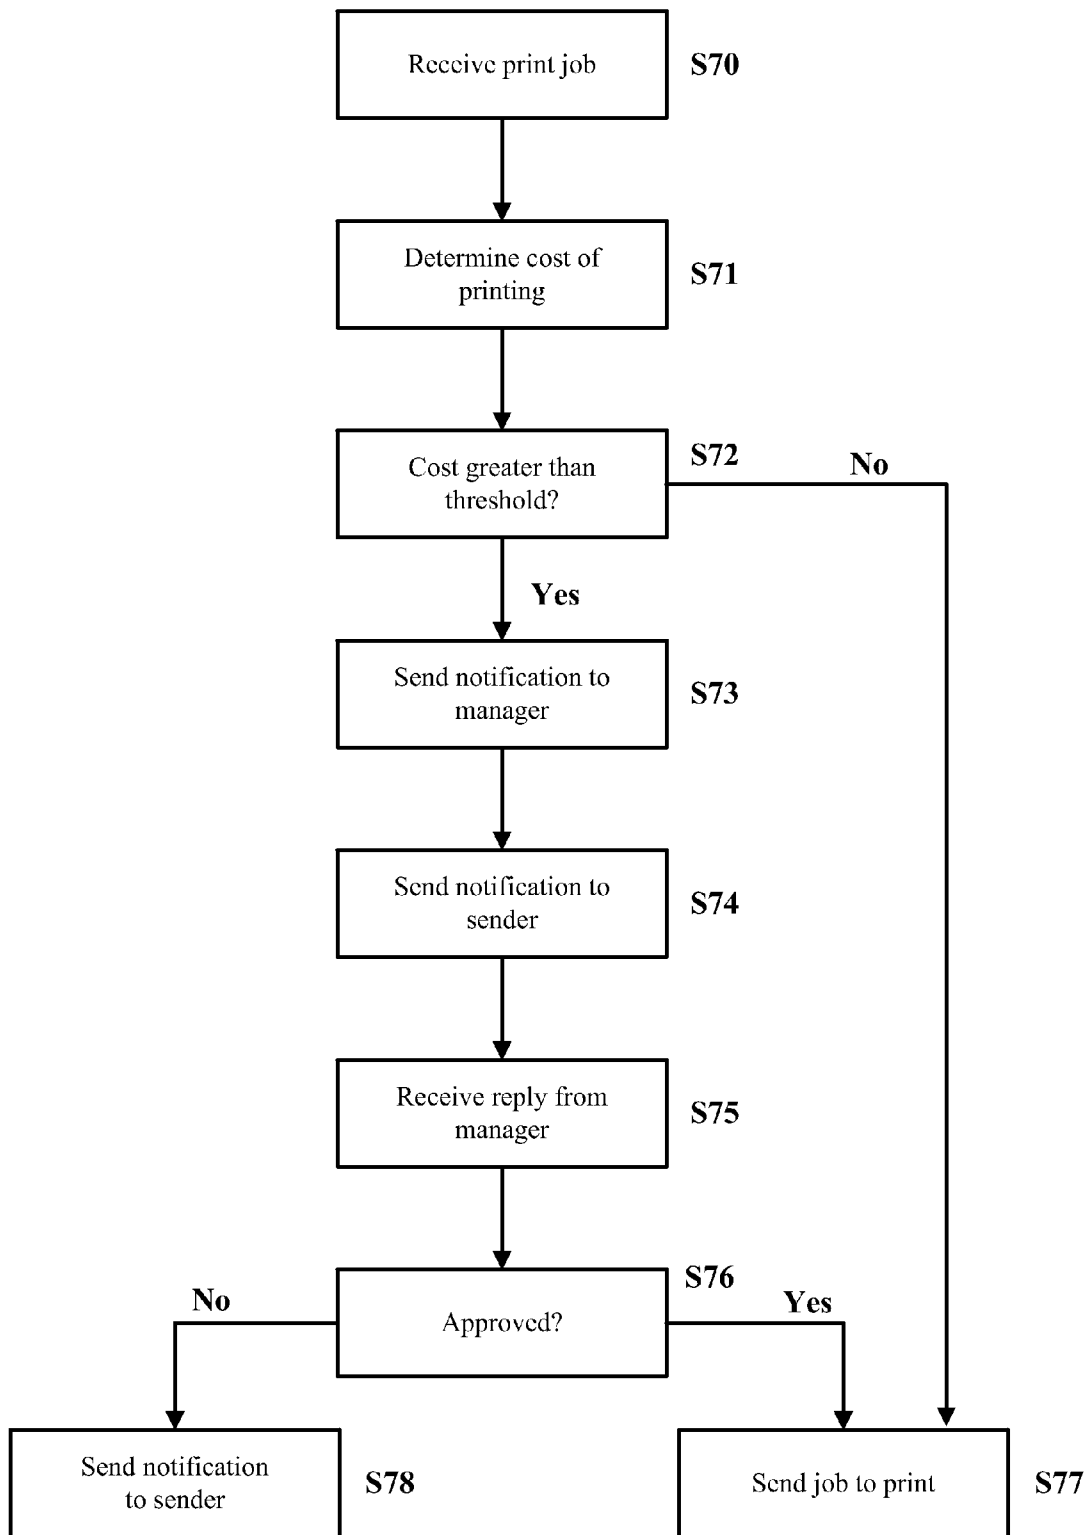 Receive print job
S70
Determine cost of
printing
S71
Cost greater than
threshold?
S72
No
Yes
Send notification to
manager
S73
Send notification to
sender
S74
Receive reply from
manager
S75
Approved?
S76
No
Yes
Send notification
to sender
S78
Send job to print
S77